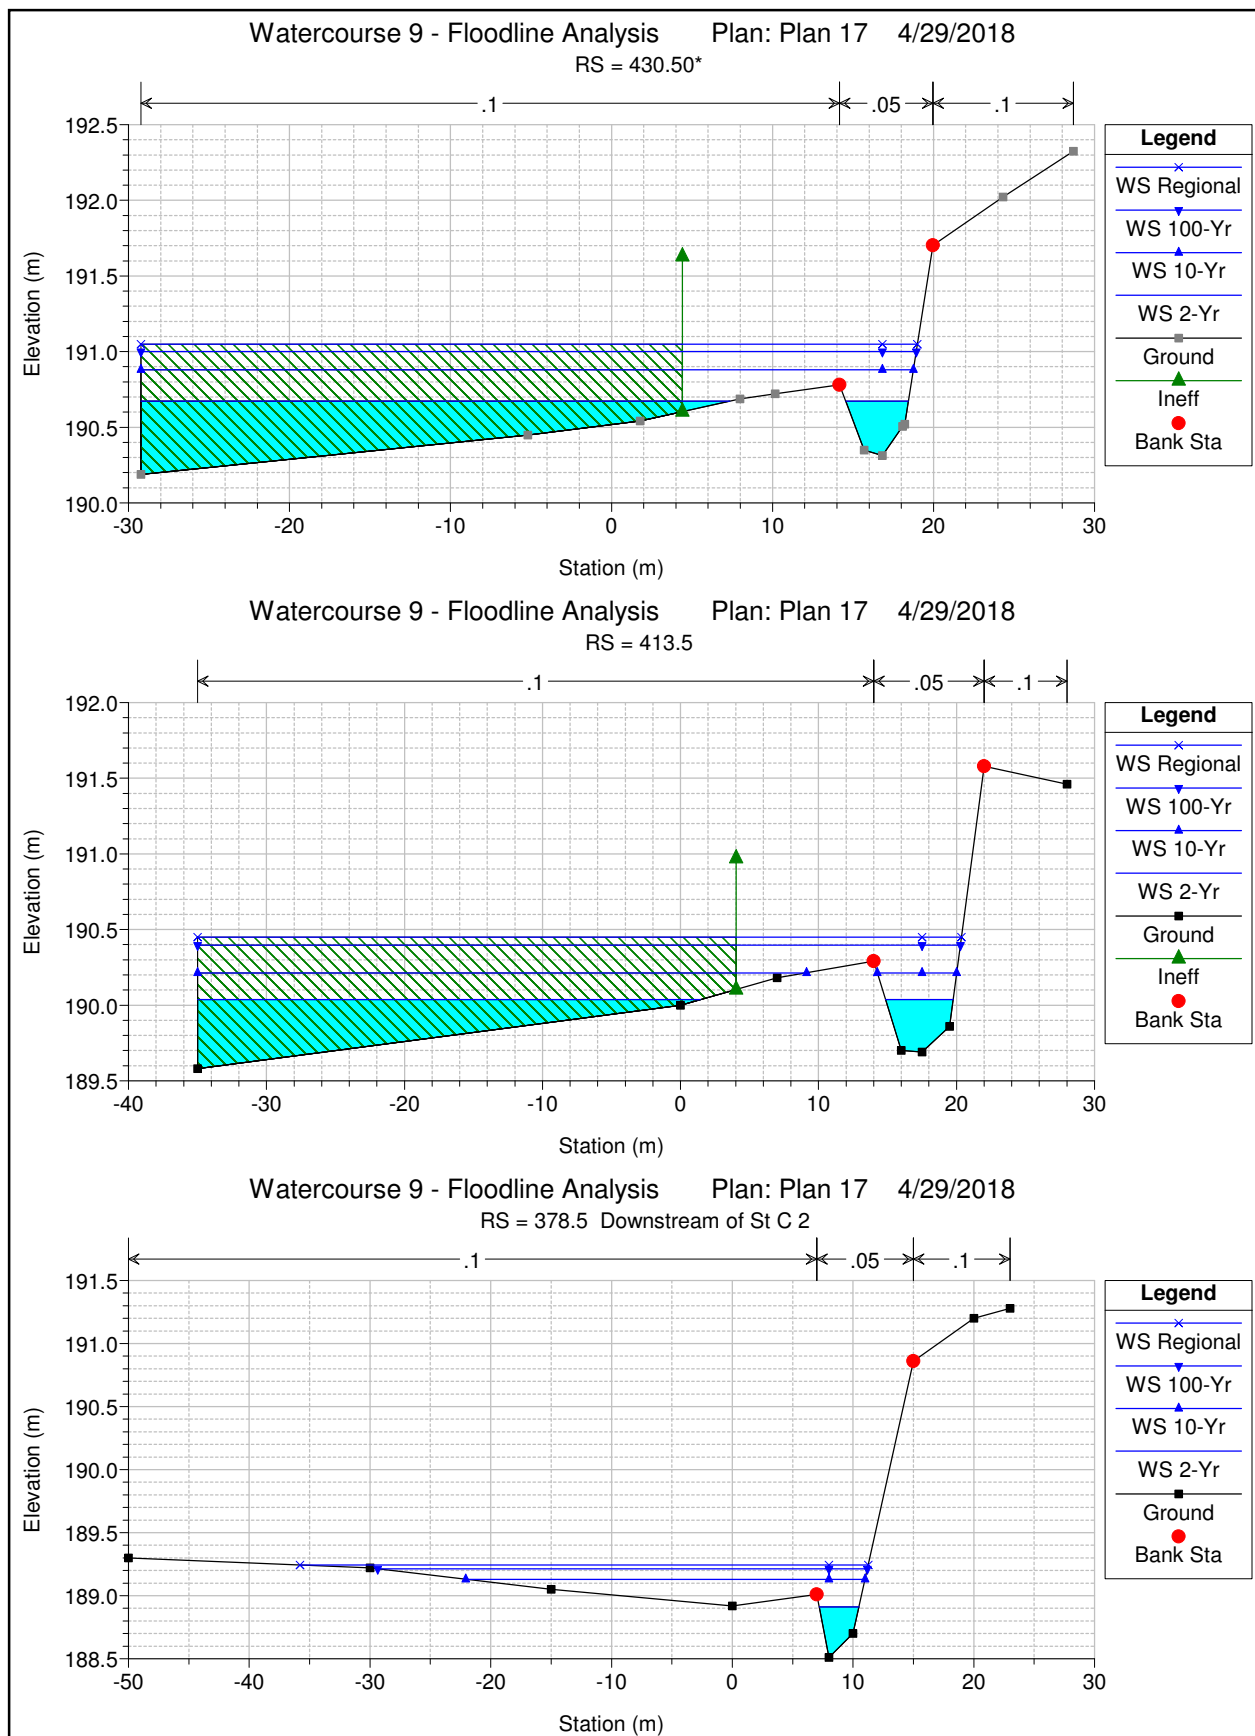 Watercourse 9 - Floodline Analysis Plan: Plan 17 4/29/2018
RS = 430.50*
.1 .05 .1
Legend
WS Regional
WS 100-Yr
WS 10-Yr
WS 2-Yr
Ground
Ineff
Bank Sta
Elevation (m)
192.5
192.0
191.5
191.0
190.5
190.0
-30 -20 -10 0 10 20 30
Station (m)
Watercourse 9 - Floodline Analysis Plan: Plan 17 4/29/2018
RS = 413.5
.1 .05 .1
Legend
WS Regional
WS 100-Yr
WS 10-Yr
WS 2-Yr
Ground
Ineff
Bank Sta
Elevation (m)
192.0
191.5
191.0
190.5
190.0
189.5
-40 -30 -20 -10 0 10 20 30
Station (m)
Watercourse 9 - Floodline Analysis Plan: Plan 17 4/29/2018
RS = 378.5 Downstream of St C 2
.1 .05 .1
Legend
WS Regional
WS 100-Yr
WS 10-Yr
WS 2-Yr
Ground
Bank Sta
Elevation (m)
191.5
191.0
190.5
190.0
189.5
189.0
188.5
-50 -40 -30 -20 -10 0 10 20 30
Station (m)